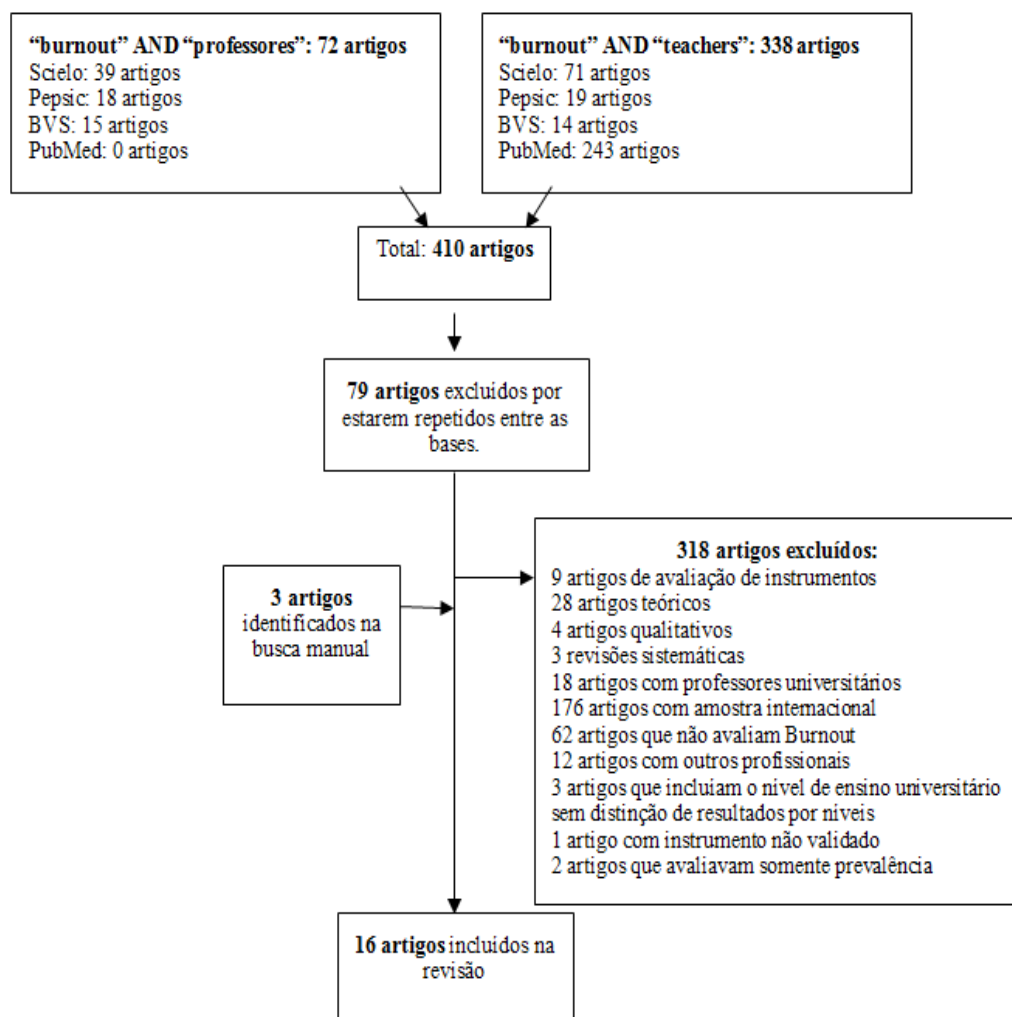 “burnout” AND “professores”: 72 artigos
Scielo: 39 artigos
Pepsic: 18 artigos
BVS: 15 artigos
PubMed: 0 artigos
“burnout” AND “teachers”: 338 artigos
Scielo: 71 artigos
Pepsic: 19 artigos
BVS: 14 artigos
PubMed: 243 artigos
Total: 410 artigos
79 artigos excluídos por
estarem repetidos entre as
bases.
3 artigos
identificados na
busca manual
318 artigos excluídos:
9 artigos de avaliação de instrumentos
28 artigos teóricos
4 artigos qualitativos
3 revisões sistemáticas
18 artigos com professores universitários
176 artigos com amostra internacional
62 artigos que não avaliam Burnout
12 artigos com outros profissionais
3 artigos que incluiam o nível de ensino universitário
sem distinção de resultados por níveis
1 artigo com instrumento não validado
2 artigos que avaliavam somente prevalência
16 artigos incluídos na
revisão